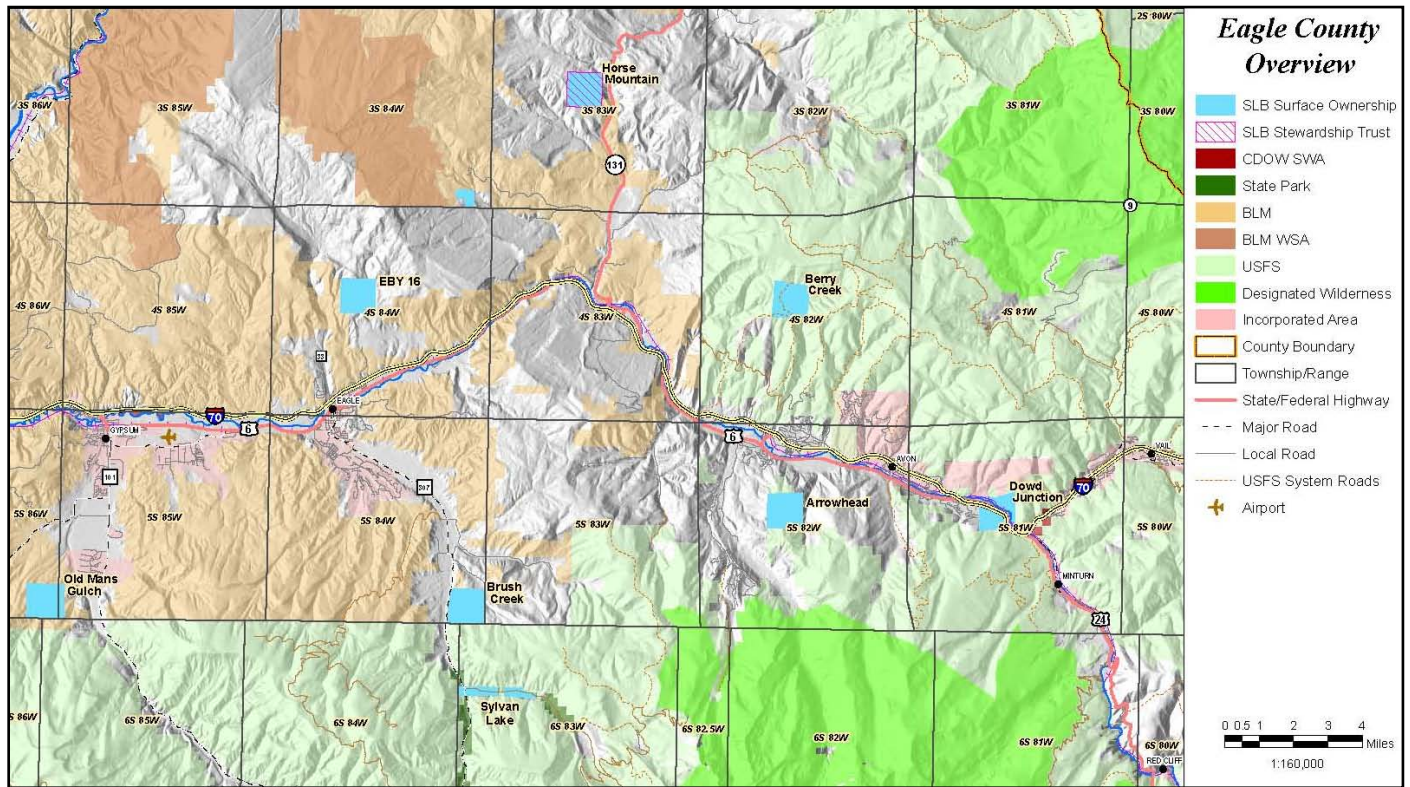 Eagle County
Overview
SLB Surface Ownership
SLB Stewardship Trust
CDOW SWA
State Park
BLM
BLM WSA
USFS
Designated Wilderness
Incorporated Area
County Boundary
Township/Range
State/Federal Highway
Major Road
Local Road
USFS System Roads
Airport
0 0.5 1 2 3 4
Miles
1:160,000
2S 80W
Horse
Mountain
3S 86W
3S 85W
3S 84W
3S 83W
3S 82W
3S 81W
3S 80W
131
9
EBY 16
Berry
Creek
4S 86W
4S 85W
4S 84W
4S 83W
4S 82W
4S 81W
4S 80W
EAGLE
70
6
GYPSUM
6
AVON
VAIL
70
101
307
Arrowhead
Dowd
Junction
5S 86W
5S 85W
5S 84W
5S 83W
5S 82W
5S 81W
5S 80W
Old Mans
Gulch
Brush
Creek
MINTURN
24
Sylvan
Lake
6S 86W
6S 85W
6S 84W
6S 83W
6S 82.5W
6S 82W
6S 81W
6S 80W
RED CLIFF